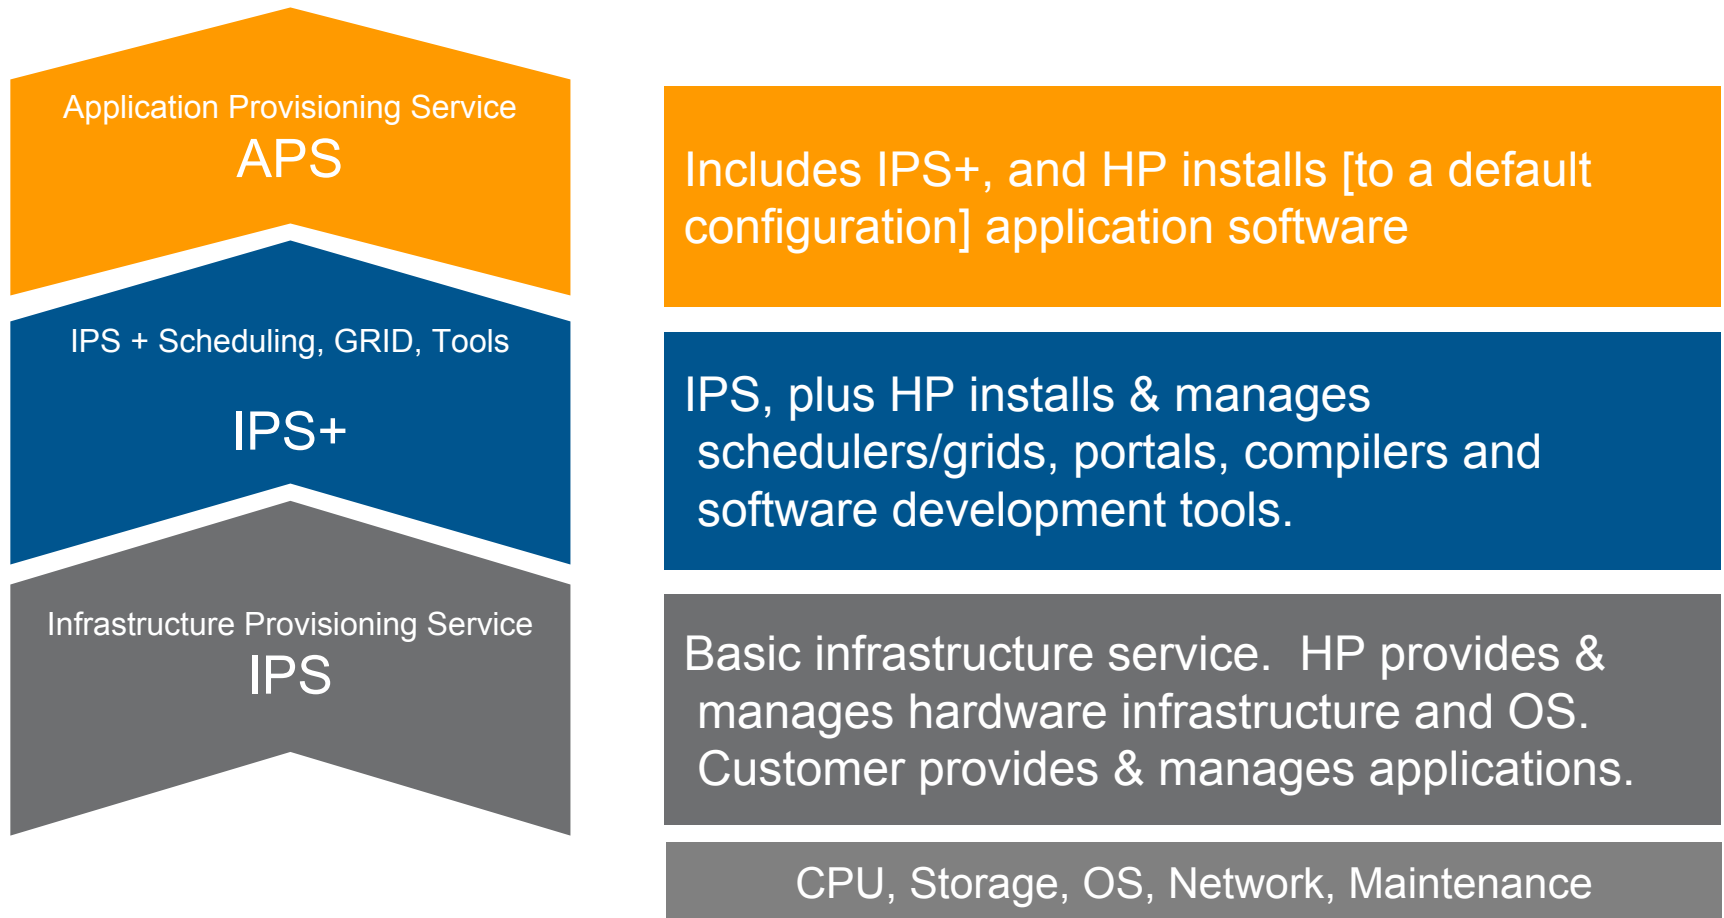 Application Provisioning Service
APS
Includes IPS+, and HP installs [to a default
configuration] application software
IPS + Scheduling, GRID, Tools
IPS+
IPS, plus HP installs & manages
schedulers/grids, portals, compilers and
software development tools.
Infrastructure Provisioning Service
IPS
Basic infrastructure service.  HP provides &
manages hardware infrastructure and OS.
Customer provides & manages applications.
CPU, Storage, OS, Network, Maintenance